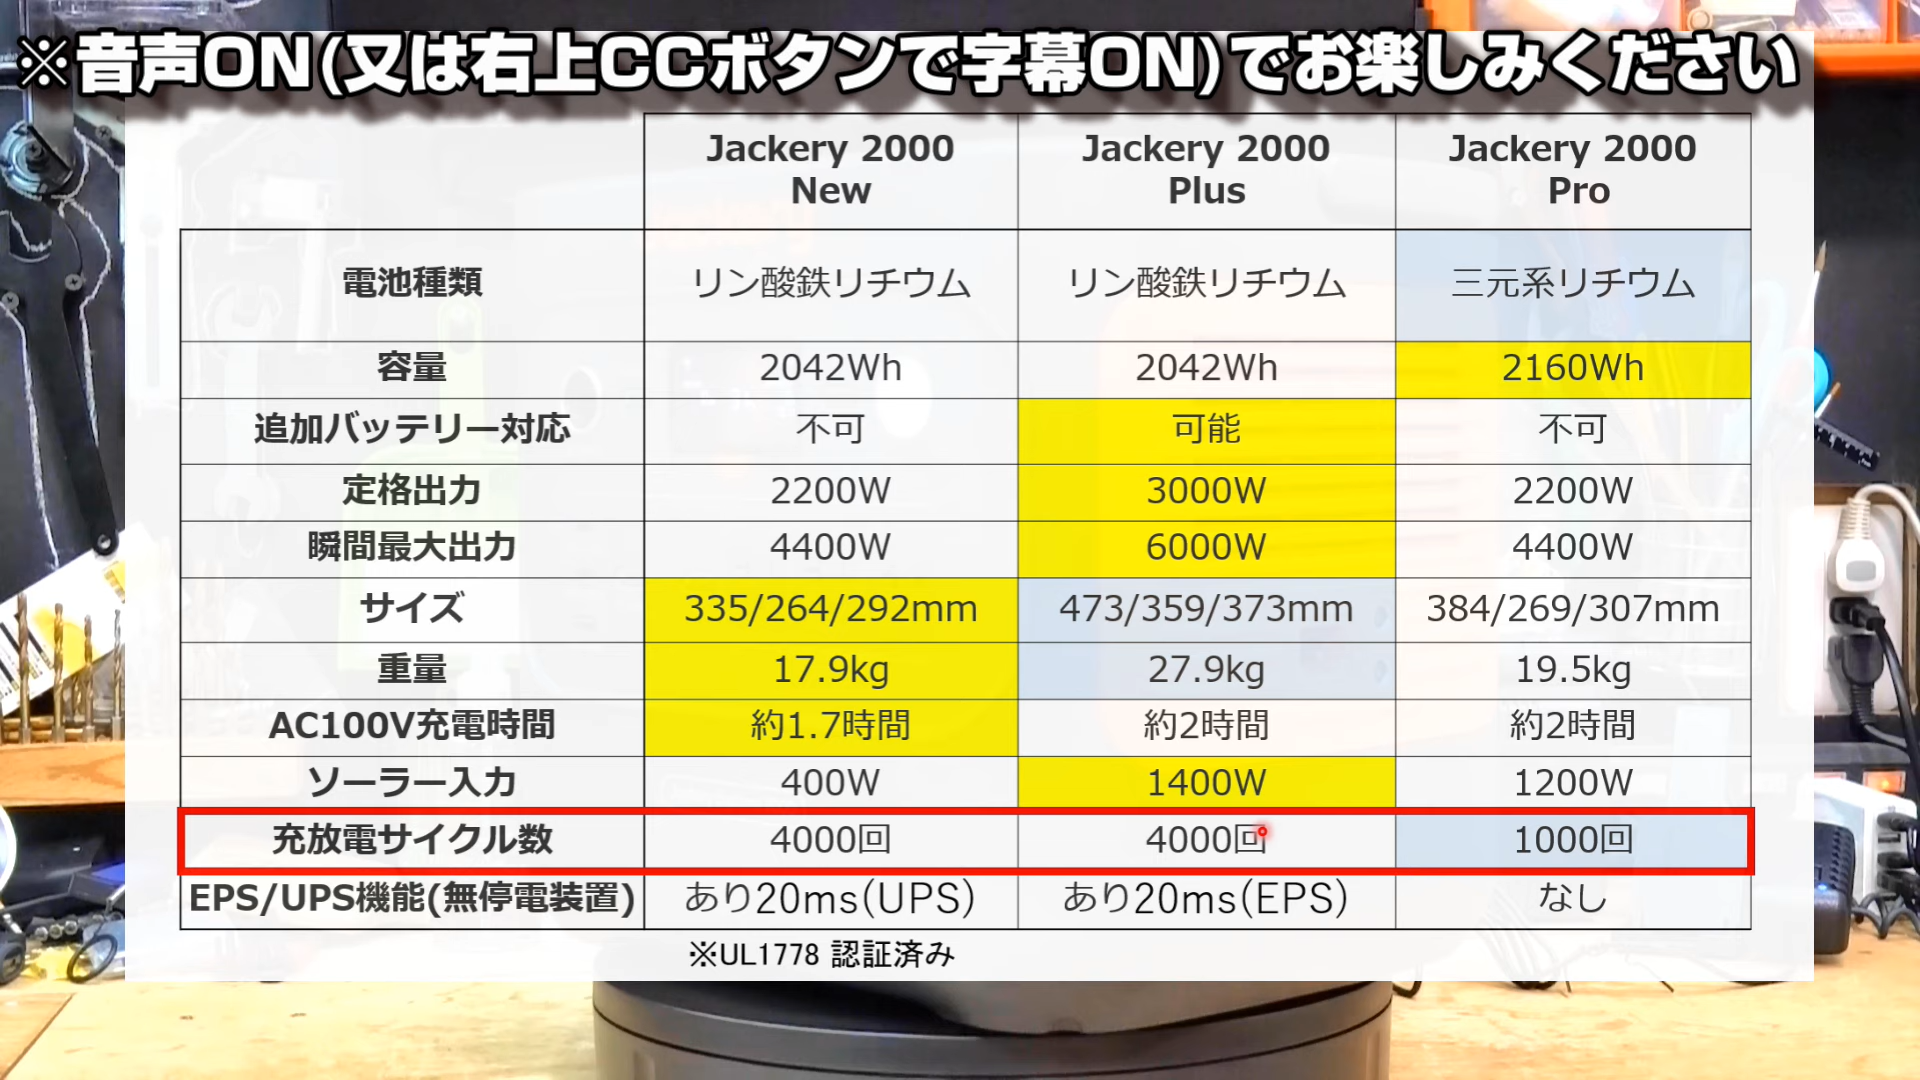 ※音声ON(又は右上CCボタンで字幕ON)でお楽しみください
Jackery 2000 New
Jackery 2000 Plus
Jackery 2000 Pro
電池種類 リン酸鉄リチウム リン酸鉄リチウム 三元系リチウム
容量 2042Wh 2042Wh 2160Wh
追加バッテリー対応 不可 可能 不可
定格出力 2200W 3000W 2200W
瞬間最大出力 4400W 6000W 4400W
サイズ 335/264/292mm 473/359/373mm 384/269/307mm
重量 17.9kg 27.9kg 19.5kg
AC100V充電時間 約1.7時間 約2時間 約2時間
ソーラー入力 400W 1400W 1200W
充放電サイクル数 4000回 4000回 1000回
EPS/UPS機能(無停電装置) あり20ms(UPS) あり20ms(EPS) なし
※UL1778 認証済み